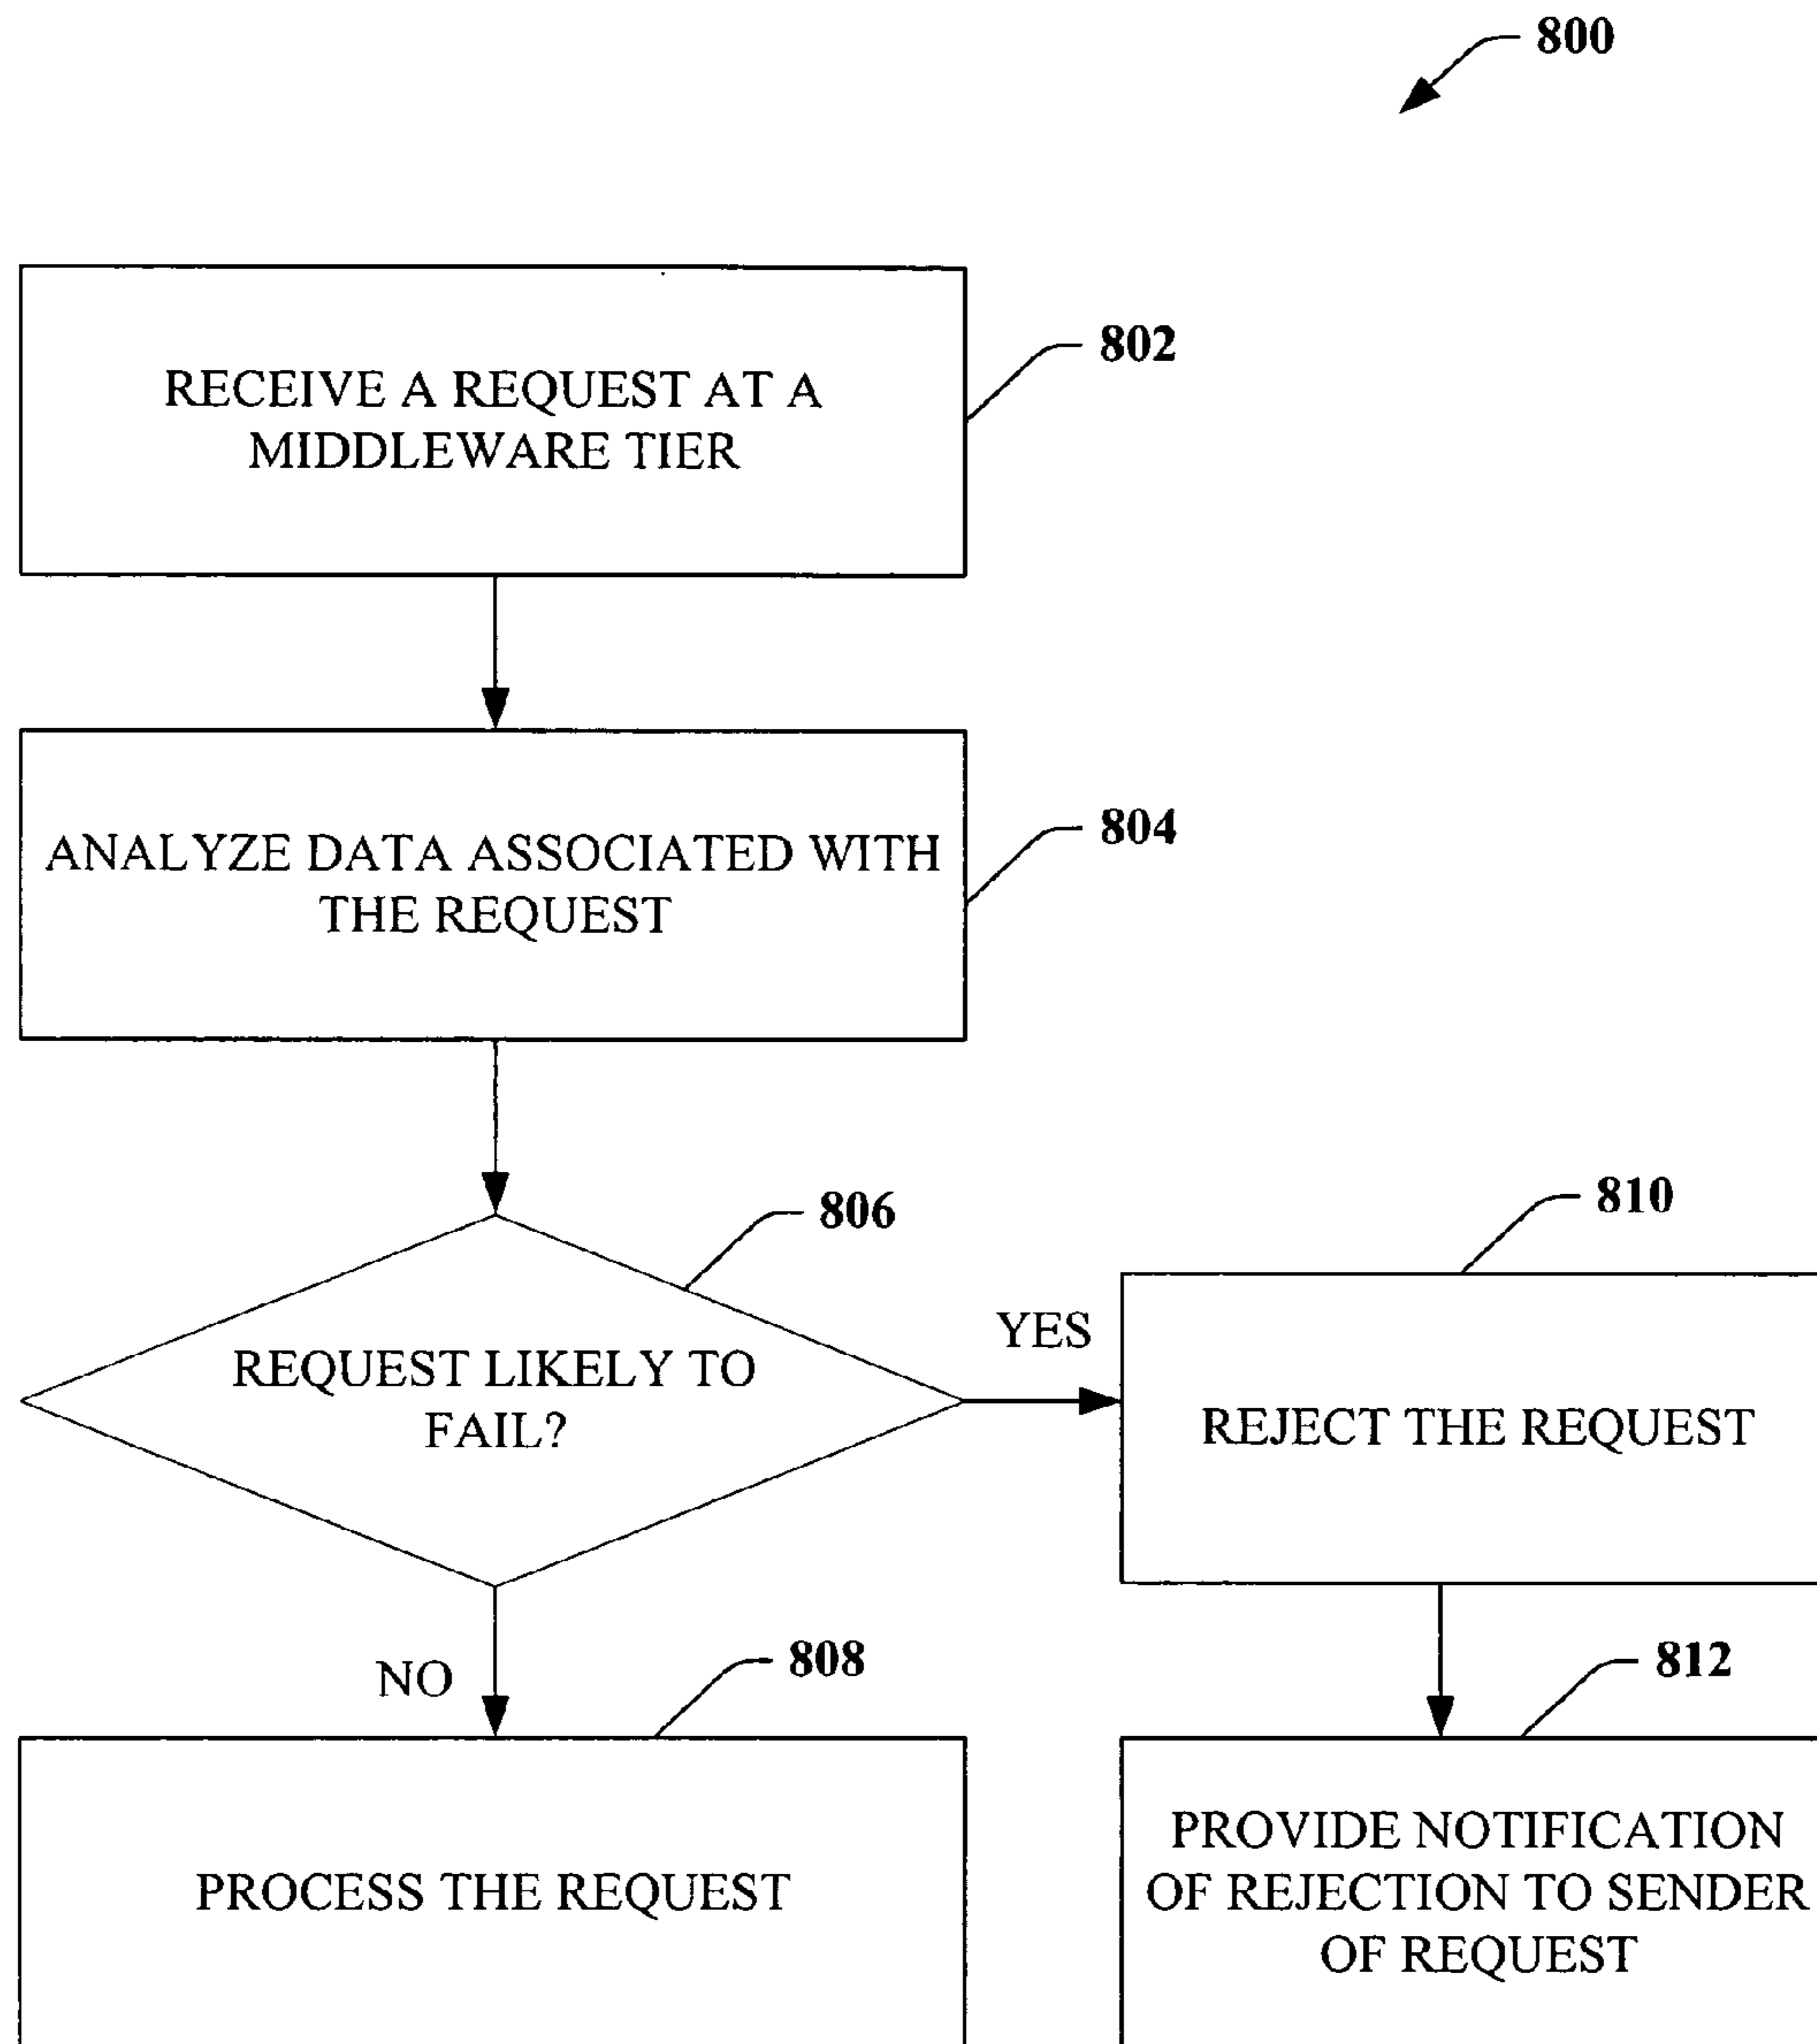 800
RECEIVE A REQUEST AT A
MIDDLEWARE TIER
802
ANALYZE DATA ASSOCIATED WITH
THE REQUEST
804
806
REQUEST LIKELY TO
FAIL?
YES
810
REJECT THE REQUEST
NO
808
PROCESS THE REQUEST
812
PROVIDE NOTIFICATION
OF REJECTION TO SENDER
OF REQUEST